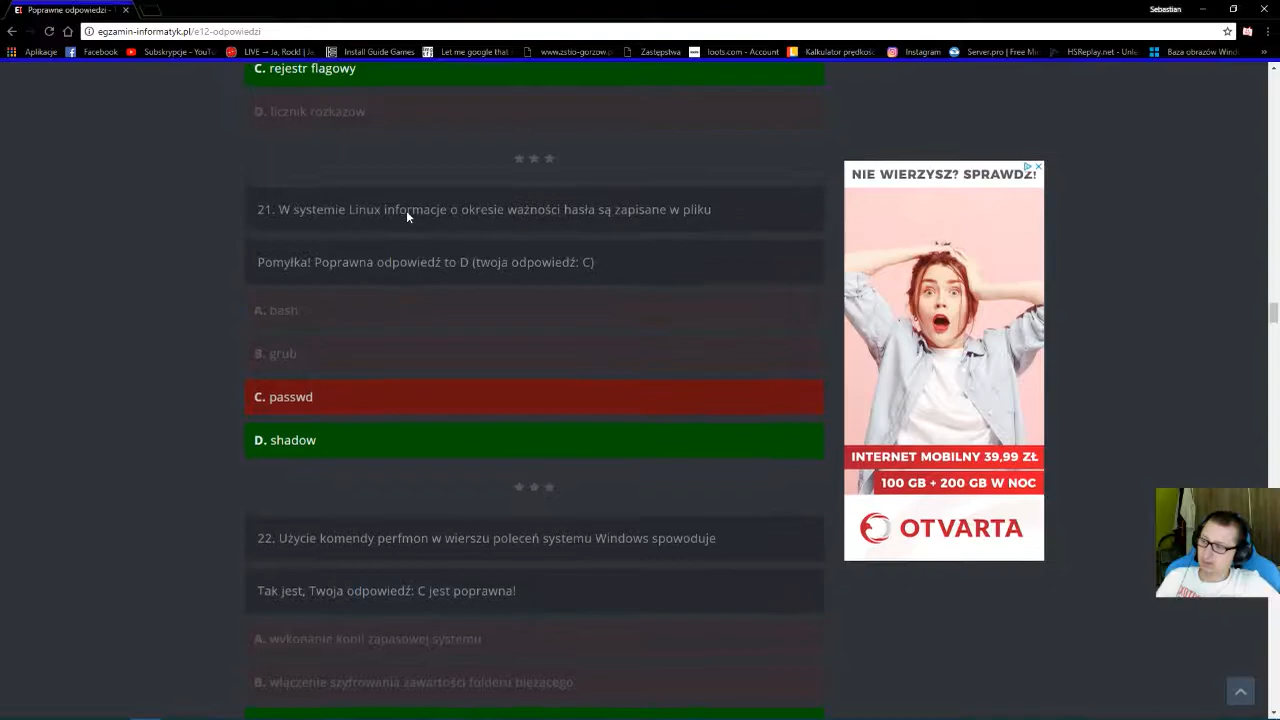 Poprawne odpowiedzi -
Sebastian
egzamin-informatyk.pl/e12-odpowiedzi
Aplikacje
Facebook
Subskrypcje - YouTu
LIVE → Ja, Rock! | Ja
Install Guide Games
Let me google that
www.zstio-gorzow.p
Zastępstwa
loots.com - Account
Kalkulator prędkośc
Instagram
Server.pro | Free Min
HSReplay.net - Unle
Baza obrazów Wind
C. rejestr flagowy
D. licznik rozkazów
21. W systemie Linux informacje o okresie ważności hasła są zapisane w pliku
Pomyłka! Poprawna odpowiedź to D (twoja odpowiedź: C)
A. bash
B. grub
C. passwd
D. shadow
22. Użycie komendy perfmon w wierszu poleceń systemu Windows spowoduje
Tak jest, Twoja odpowiedź: C jest poprawna!
A. wykonanie kopii zapasowej systemu
B. włączenie szyfrowania zawartości folderu bieżącego
NIE WIERZYSZ? SPRAWDŹ!
INTERNET MOBILNY 39,99 ZŁ
100 GB + 200 GB W NOC
OTVARTA